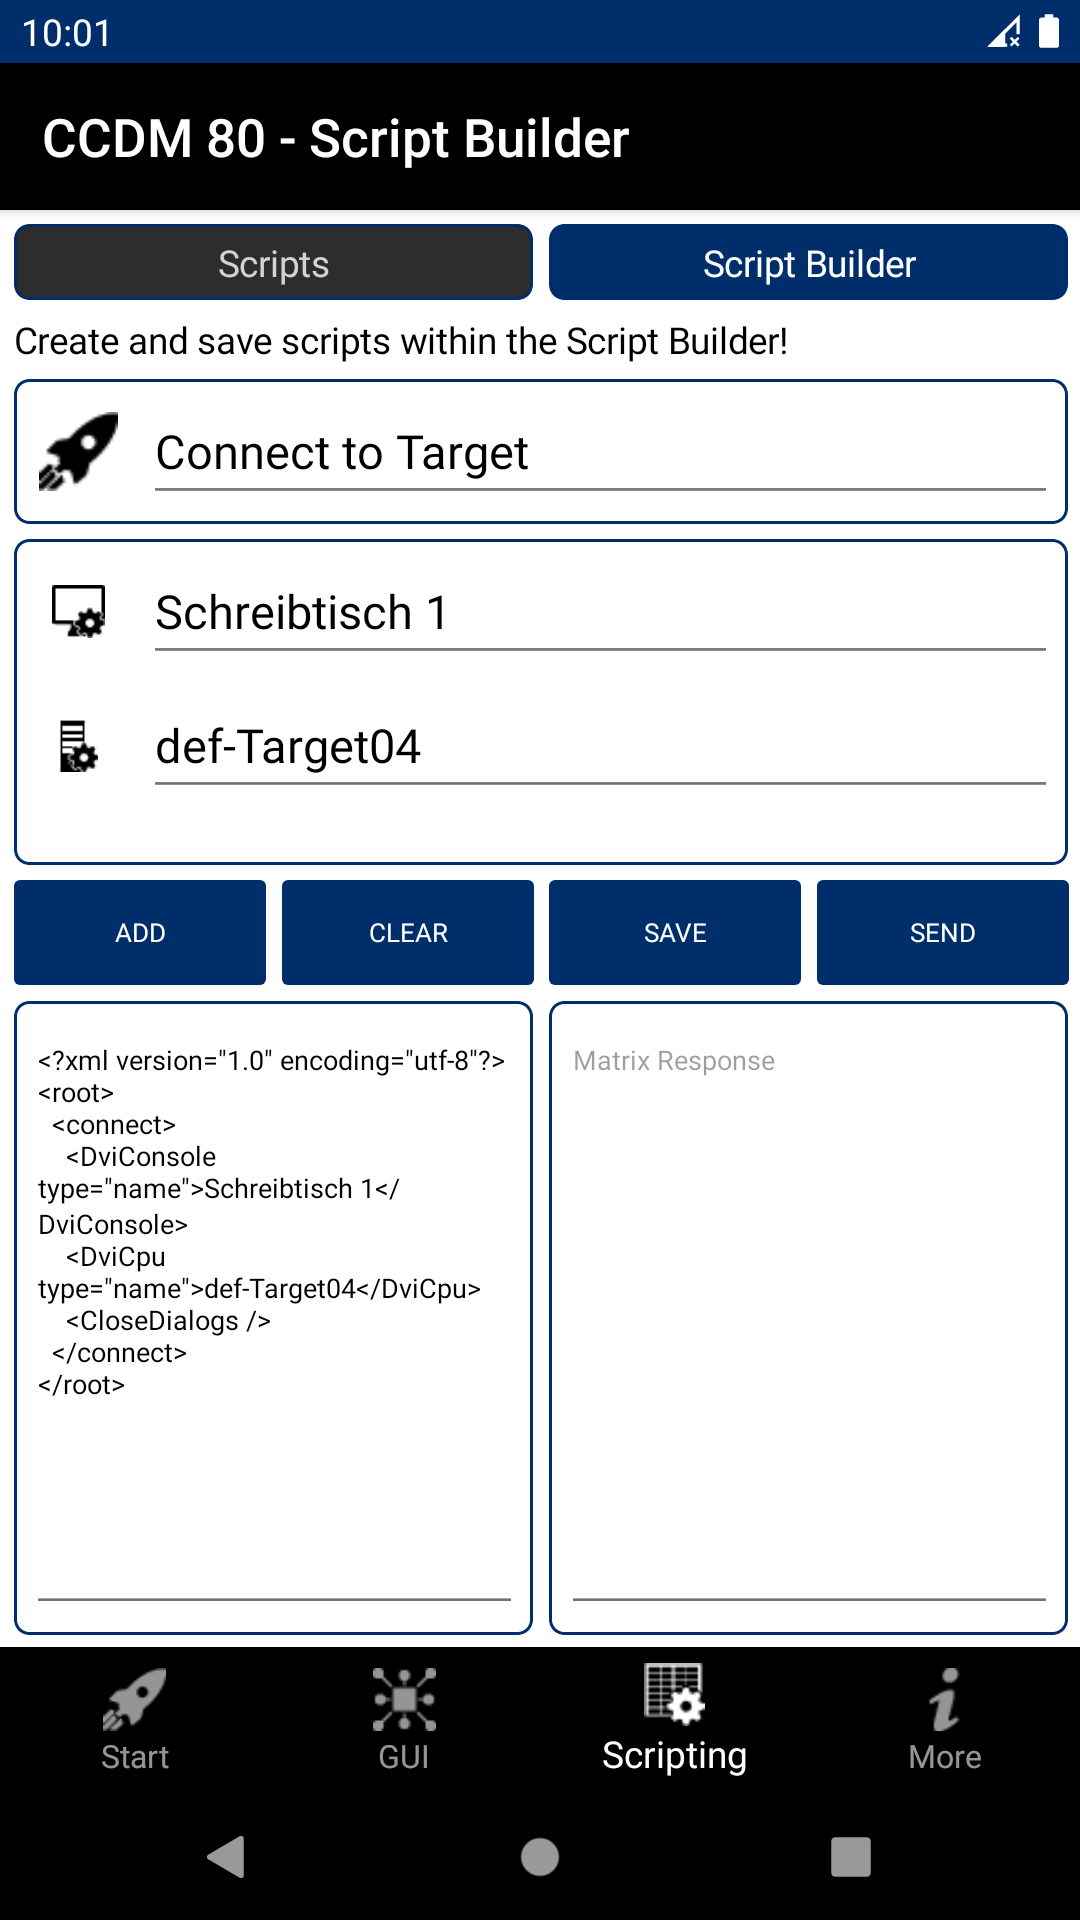 10:01
CCDM 80 - Script Builder
Scripts
Script Builder
Create and save scripts within the Script Builder!
Connect to Target
Schreibtisch 1
def-Target04
ADD
CLEAR
SAVE
SEND
<?xml version="1.0" encoding="utf-8"?>
<root>
  <connect>
    <DviConsole
type="name">Schreibtisch 1</
DviConsole>
    <DviCpu
type="name">def-Target04</DviCpu>
    <CloseDialogs />
  </connect>
</root>
Matrix Response
Start
GUI
Scripting
More